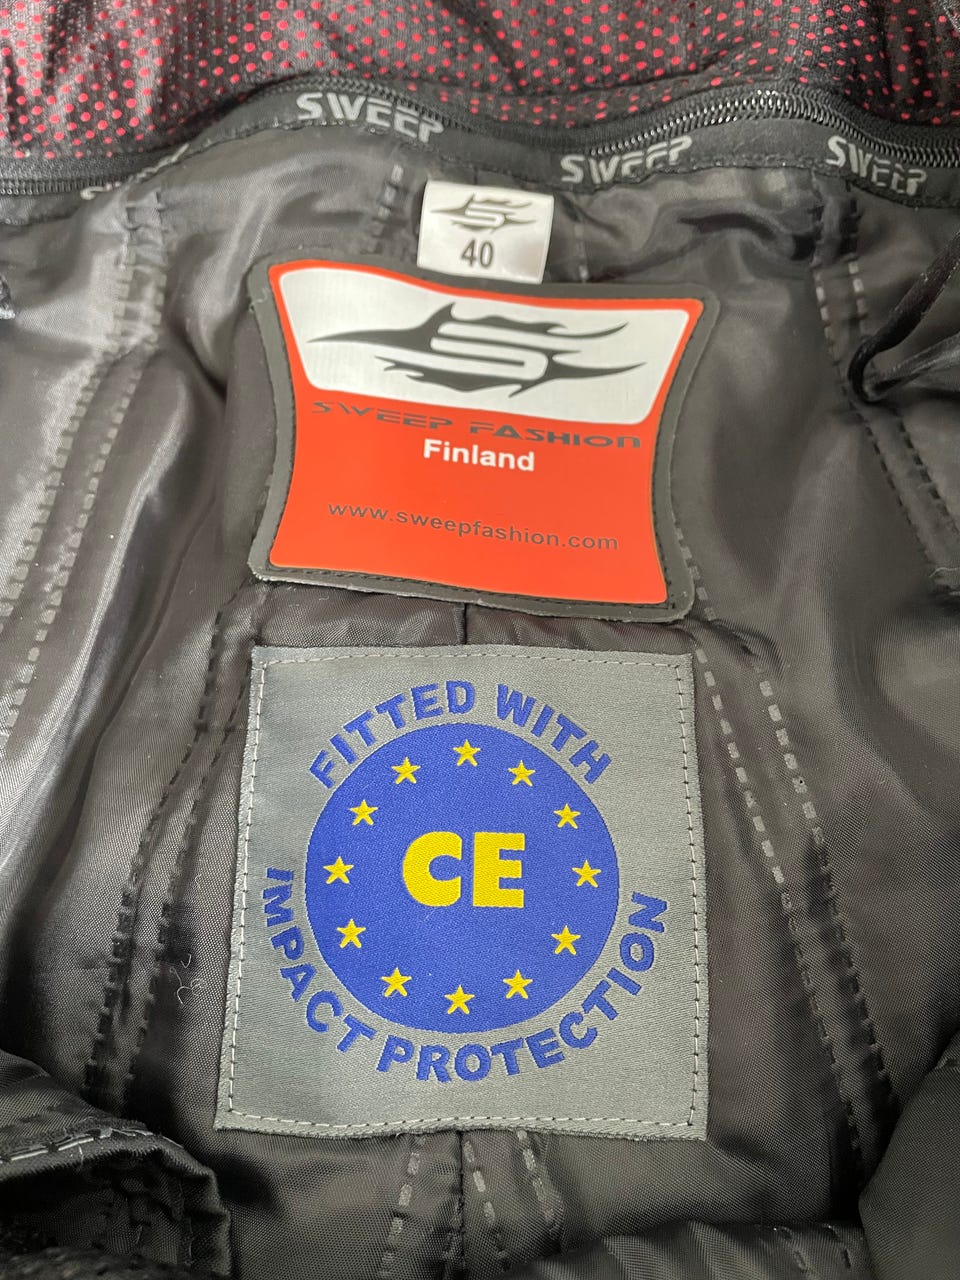 SWEEP
SWEEP
SWEEP
40
SWEEP FASHION
Finland
www.sweepfashion.com
FITTED WITH
CE
IMPACT PROTECTION